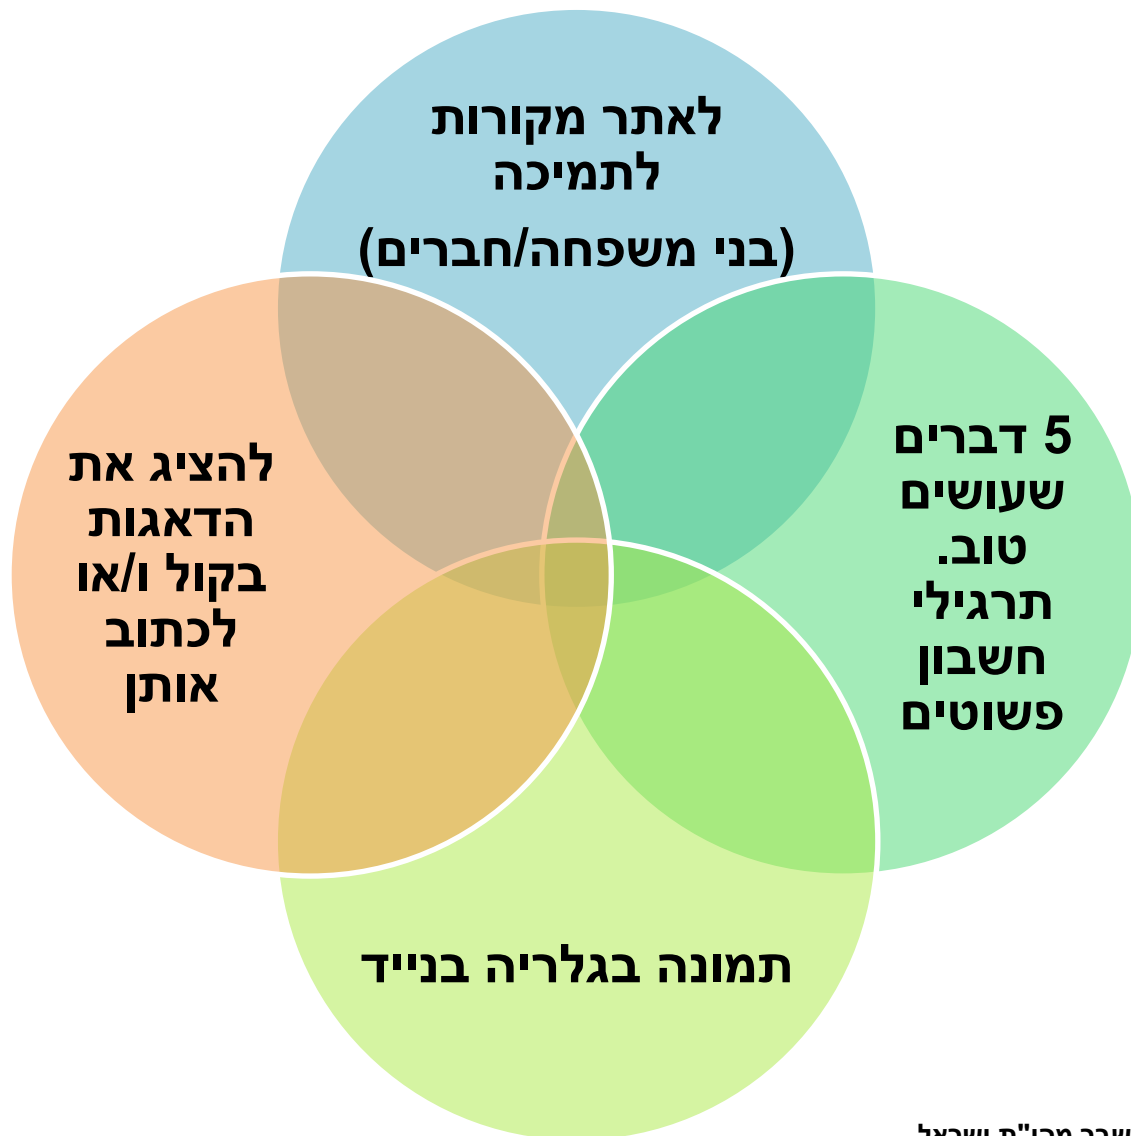 לאתר מקורות
לתמיכה
(בני משפחה/חברים)
5 דברים
שעושים
טוב.
תרגילי
חשבון
פשוטים
להציג את
הדאגות
בקול ו/או
לכתוב
אותן
תמונה בגלריה בנייד